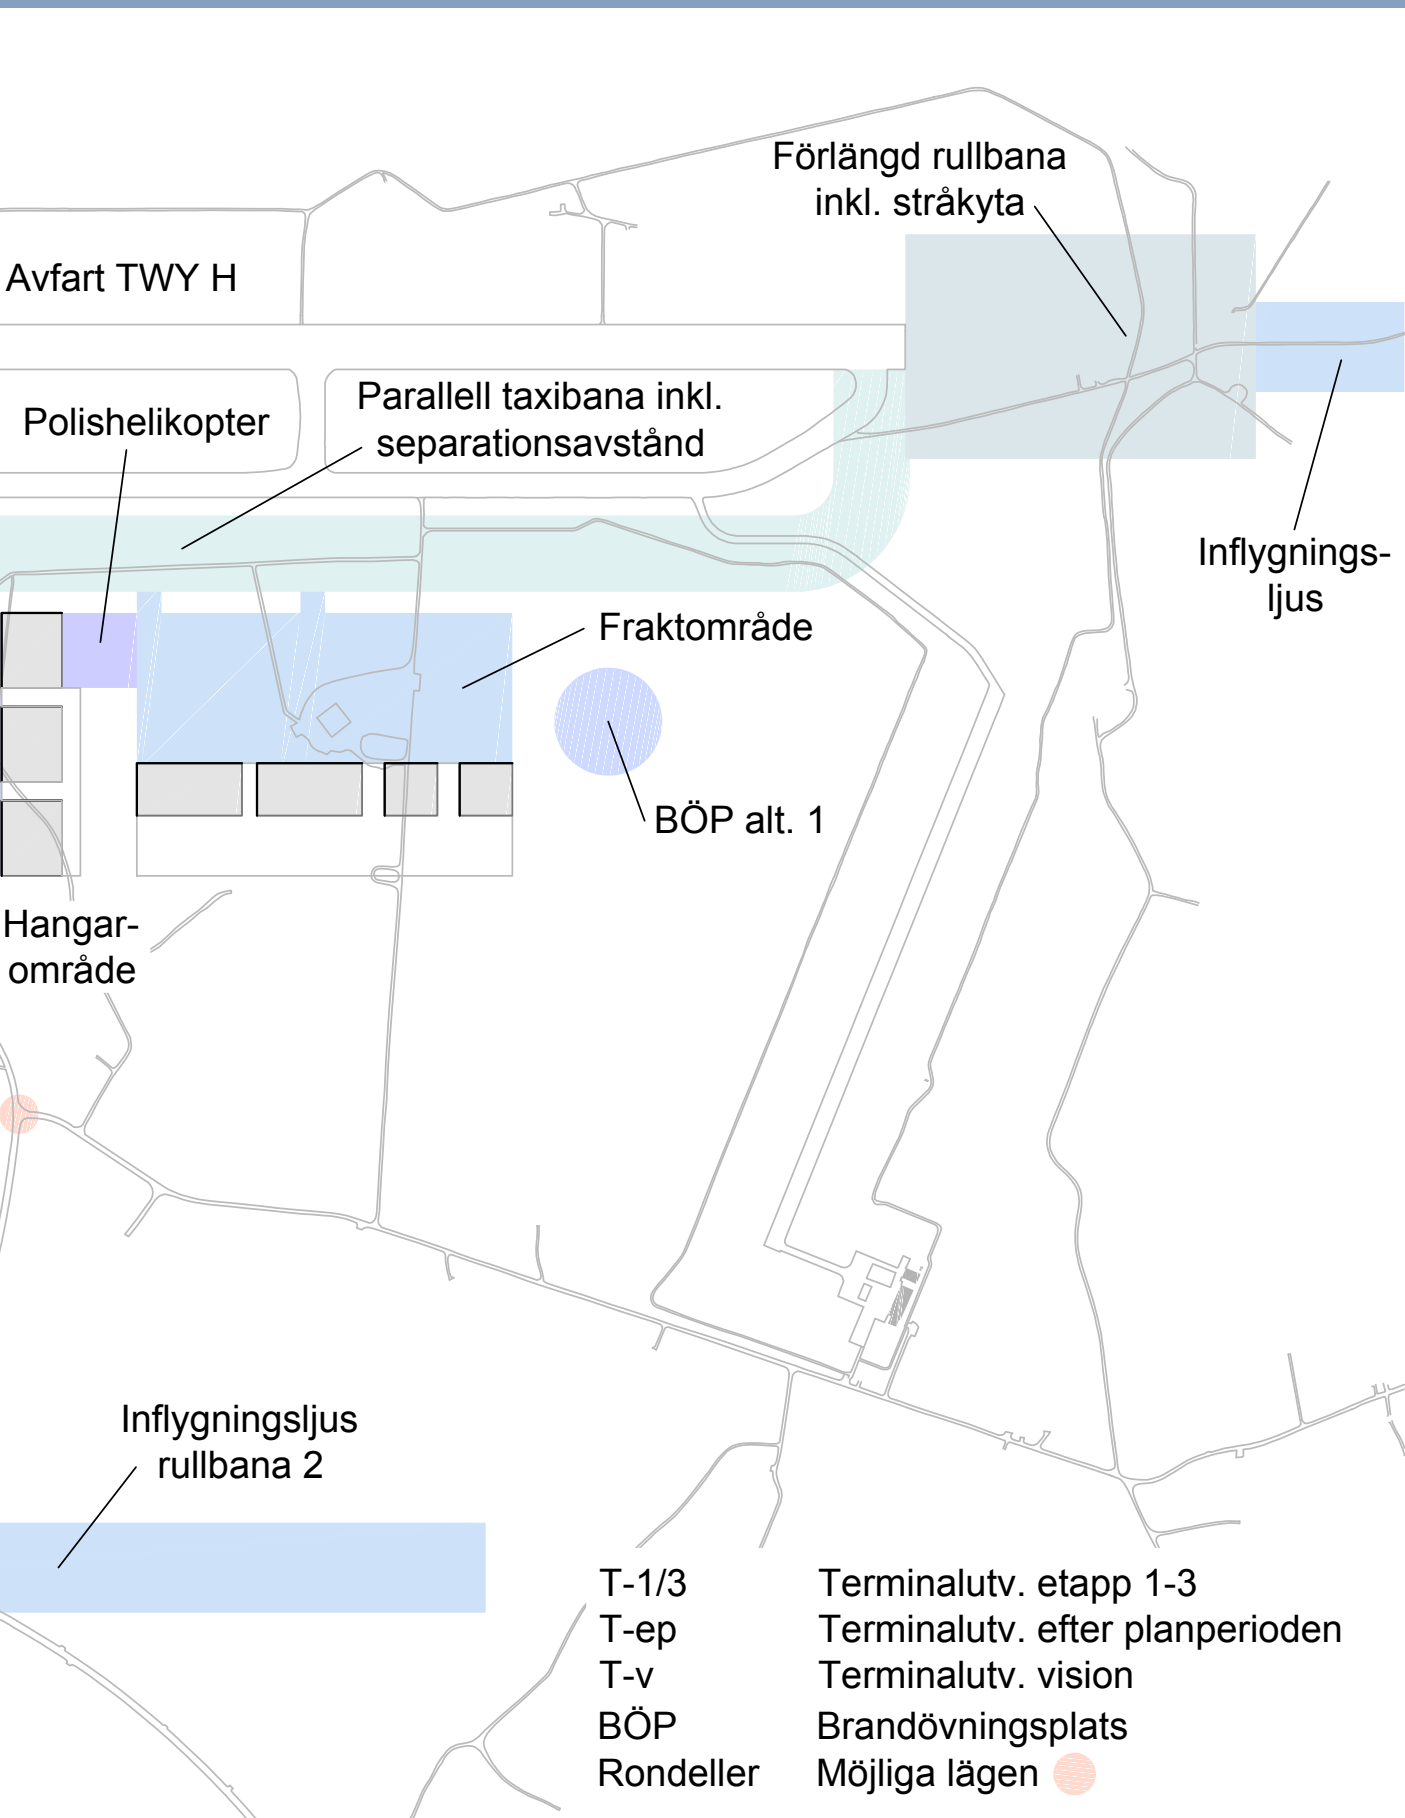 Förlängd rullbana
inkl. stråkyta
Avfart TWY H
Parallell taxibana inkl.
separationsavstånd
Polishelikopter
Inflygnings-
ljus
Fraktområde
BÖP alt. 1
Hangar-
område
Inflygningsljus
rullbana 2
T-1/3 Terminalutv. etapp 1-3
T-ep Terminalutv. efter planperioden
T-v Terminalutv. vision
BÖP Brandövningsplats
Rondeller Möjliga lägen